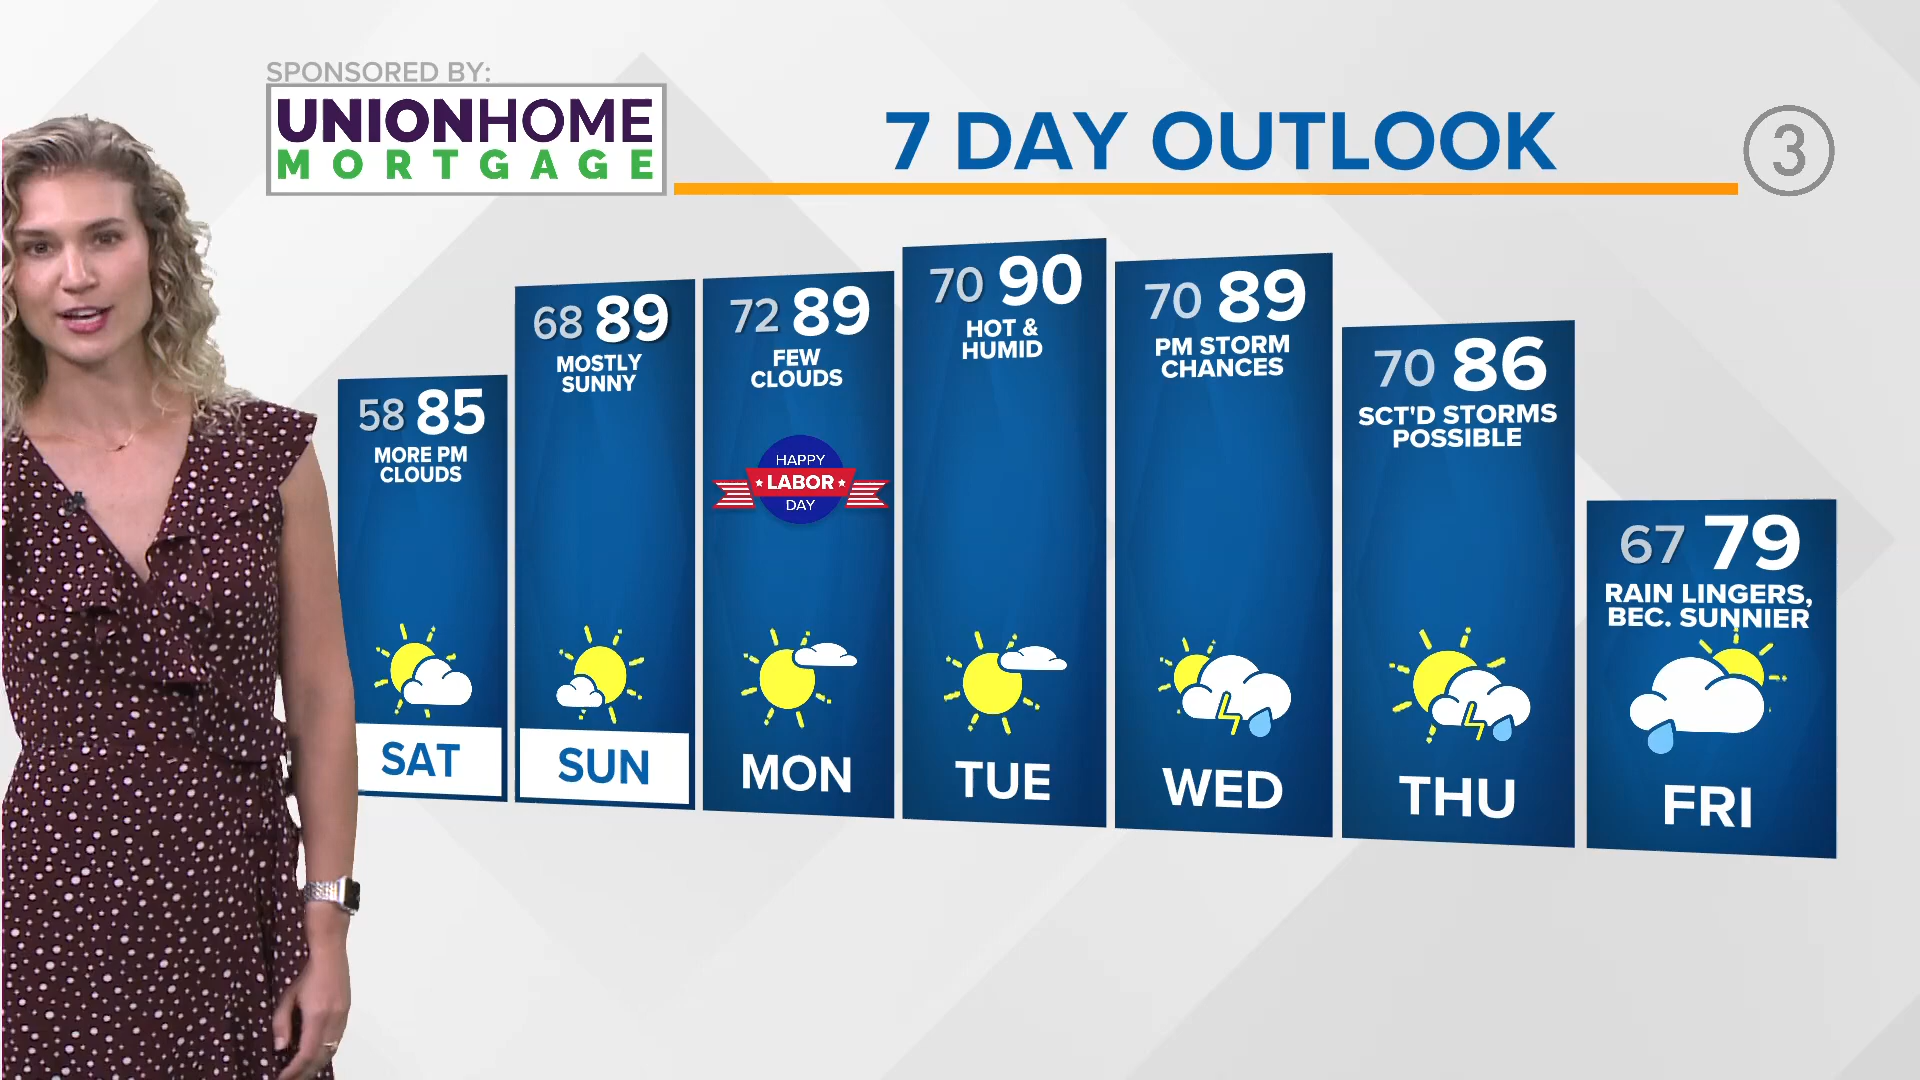 SPONSORED BY:
UNIONHOME
MORTGAGE
7 DAY OUTLOOK
3
58 85
MORE PM
CLOUDS
SAT
68 89
MOSTLY
SUNNY
SUN
72 89
FEW
CLOUDS
HAPPY
LABOR
DAY
MON
70 90
HOT &
HUMID
TUE
70 89
PM STORM
CHANCES
WED
70 86
SCT'D STORMS
POSSIBLE
THU
67 79
RAIN LINGERS,
BEC. SUNNIER
FRI